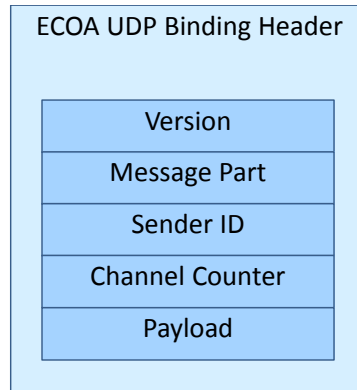 ECOA UDP Binding Header
Version
Message Part
Sender ID
Channel Counter
Payload